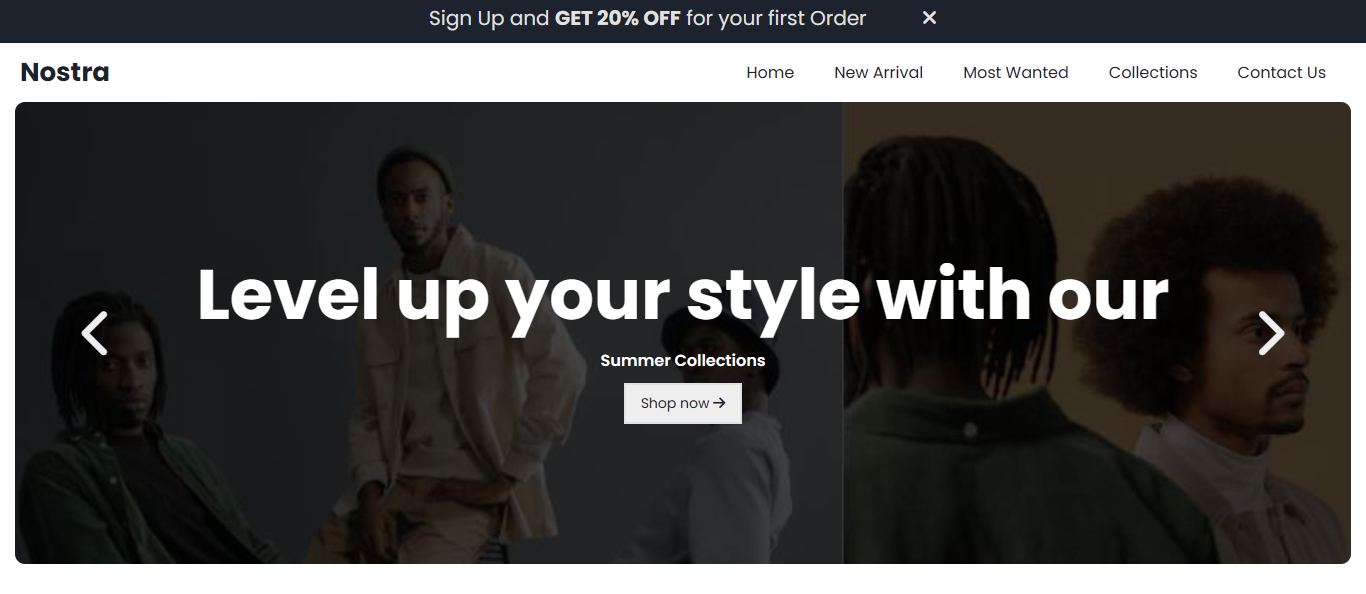 Sign Up and GET 20% OFF for your first Order ✕
Nostra
Home New Arrival Most Wanted Collections Contact Us
Level up your style with our
Summer Collections
Shop now →